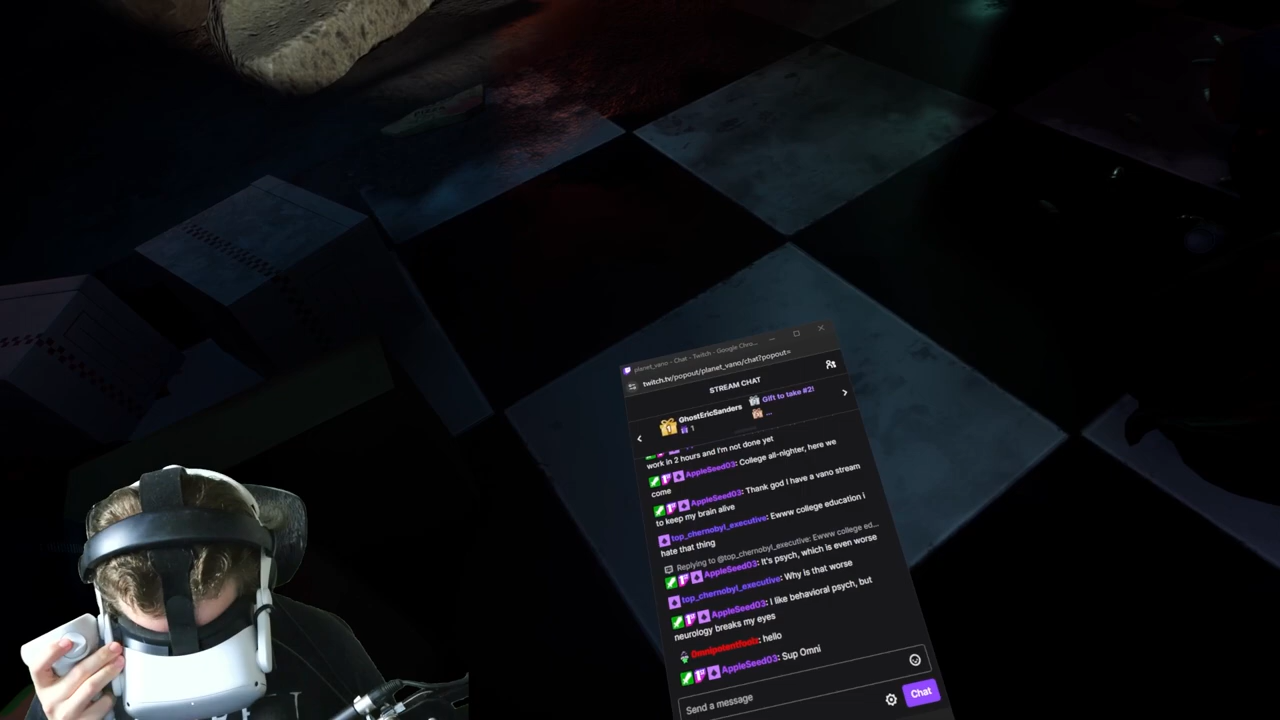 planet_vano - Chat - Twitch - Google Chro...
twitch.tv/popout/planet_vano/chat?popout=
STREAM CHAT
GhostEricSanders
1
Gift to take #2!
...
work in 2 hours and I'm not done yet
AppleSeed03: College all-nighter, here we
come
AppleSeed03: Thank god I have a vano stream
to keep my brain alive
top_chernobyl_executive: Ewww college education i
hate that thing
Replying to @top_chernobyl_executive: Ewww college ed...
AppleSeed03: It's psych, which is even worse
top_chernobyl_executive: Why is that worse
AppleSeed03: I like behavioral psych, but
neurology breaks my eyes
Omnipotentfools: hello
AppleSeed03: Sup Omni
Send a message
Chat